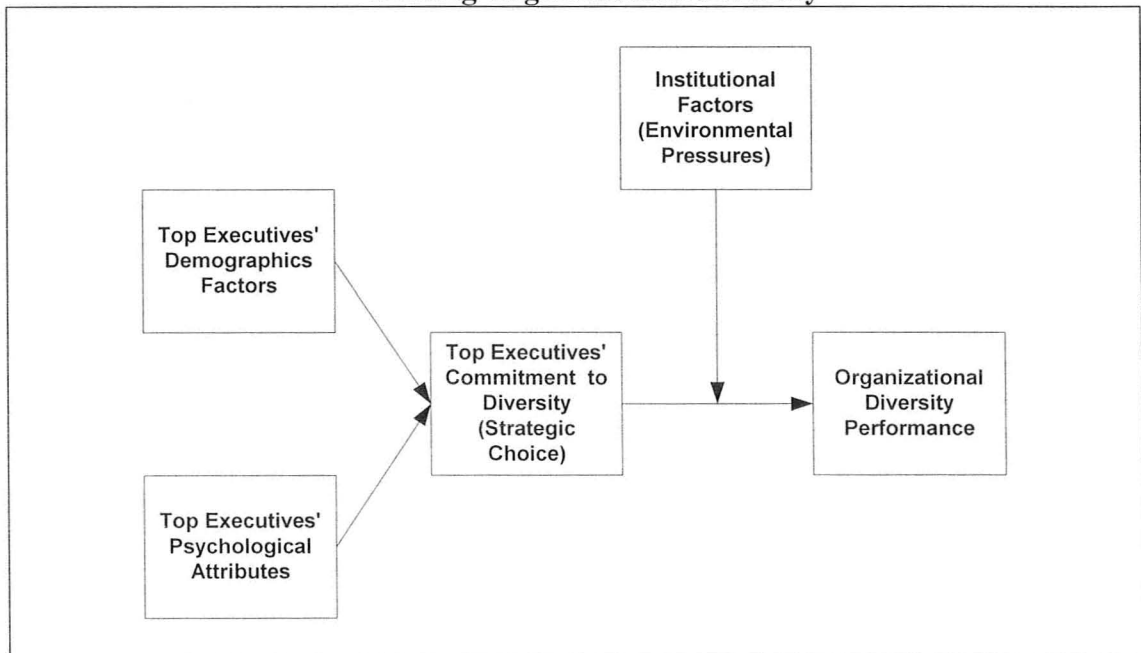 Institutional
Factors
(Environmental
Pressures)
Top Executives'
Demographics
Factors
Top Executives'
Commitment to
Diversity
(Strategic
Choice)
Organizational
Diversity
Performance
Top Executives'
Psychological
Attributes